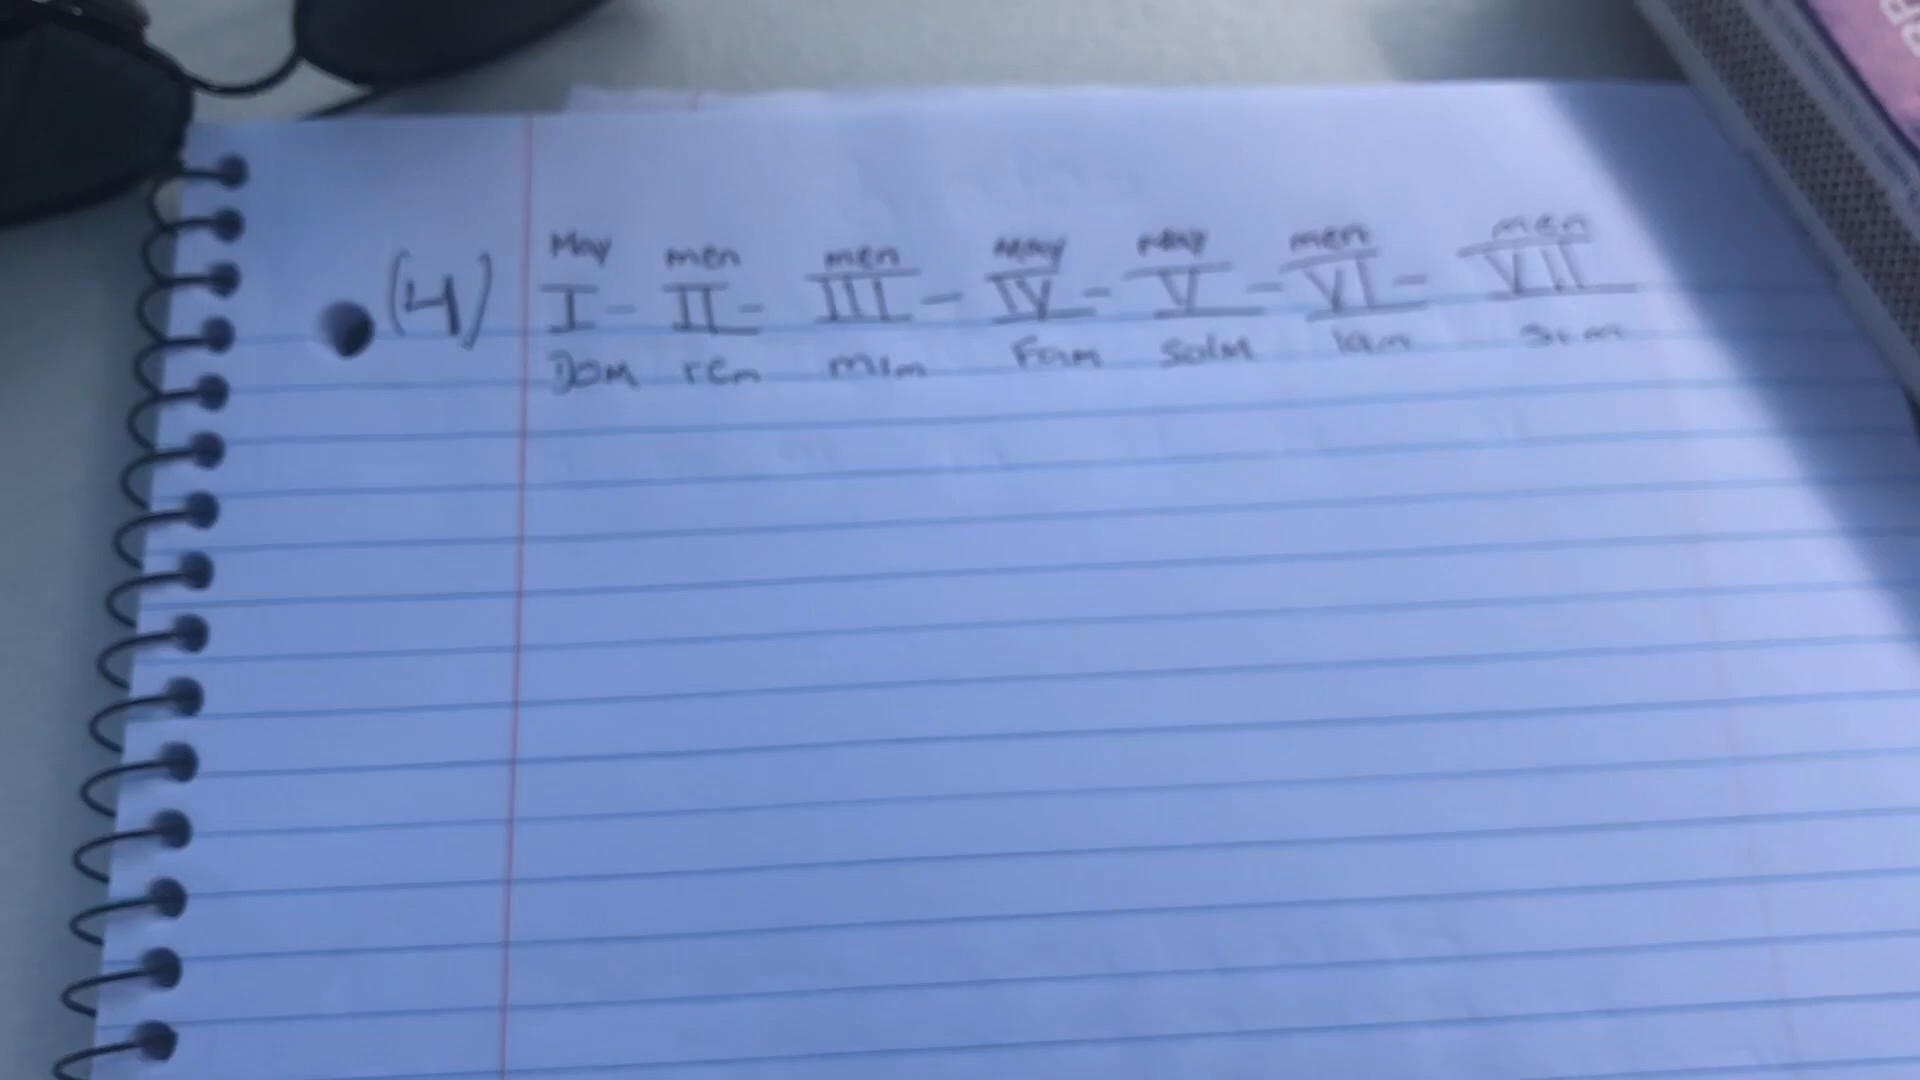 May men men May May men men
(4) I - II - III - IV - V - VI - VII
Dom rem mim Fam Solm lam Sim